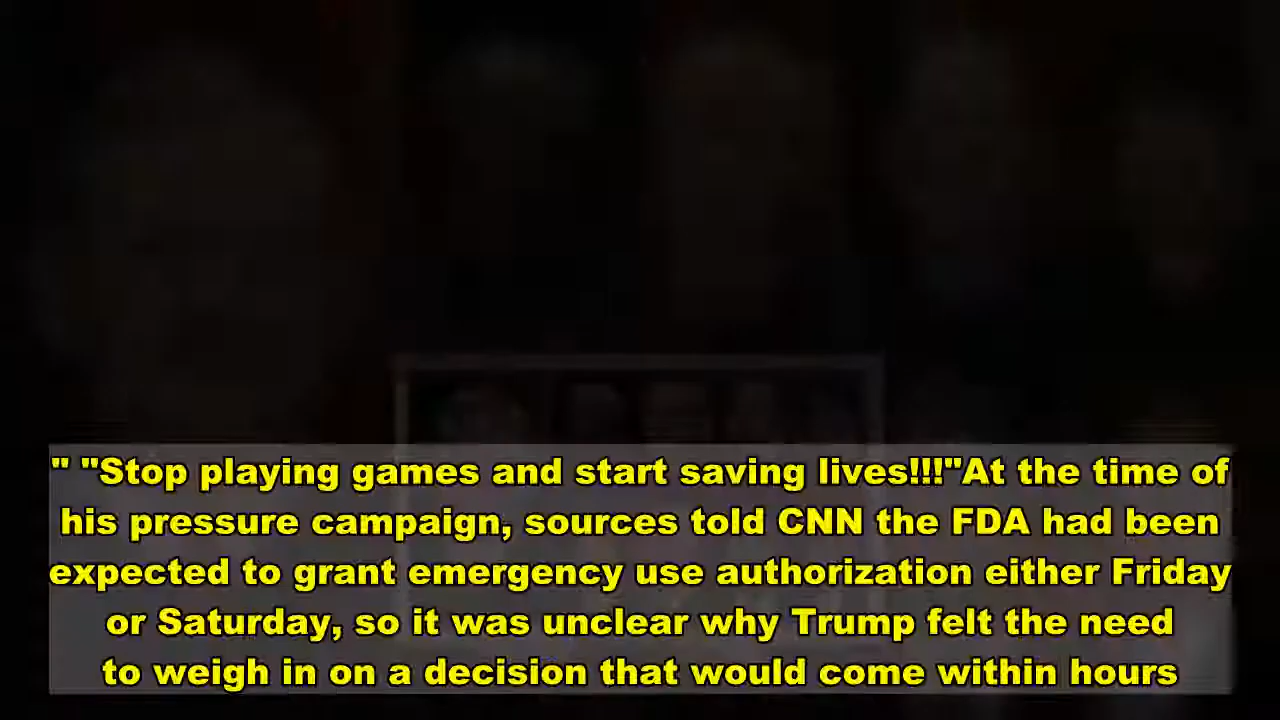 " "Stop playing games and start saving lives!!!"At the time of
his pressure campaign, sources told CNN the FDA had been
expected to grant emergency use authorization either Friday
or Saturday, so it was unclear why Trump felt the need
to weigh in on a decision that would come within hours